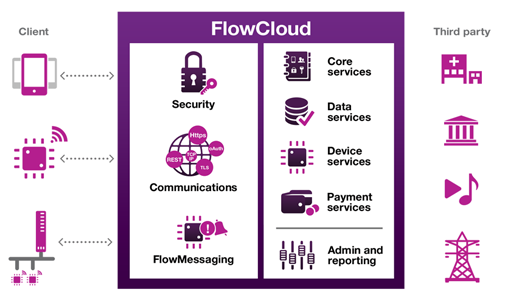 Client
FlowCloud
Third party
Security
Https
oAuth
REST
TLS
Communications
FlowMessaging
Core
services
Data
services
Device
services
Payment
services
Admin and
reporting